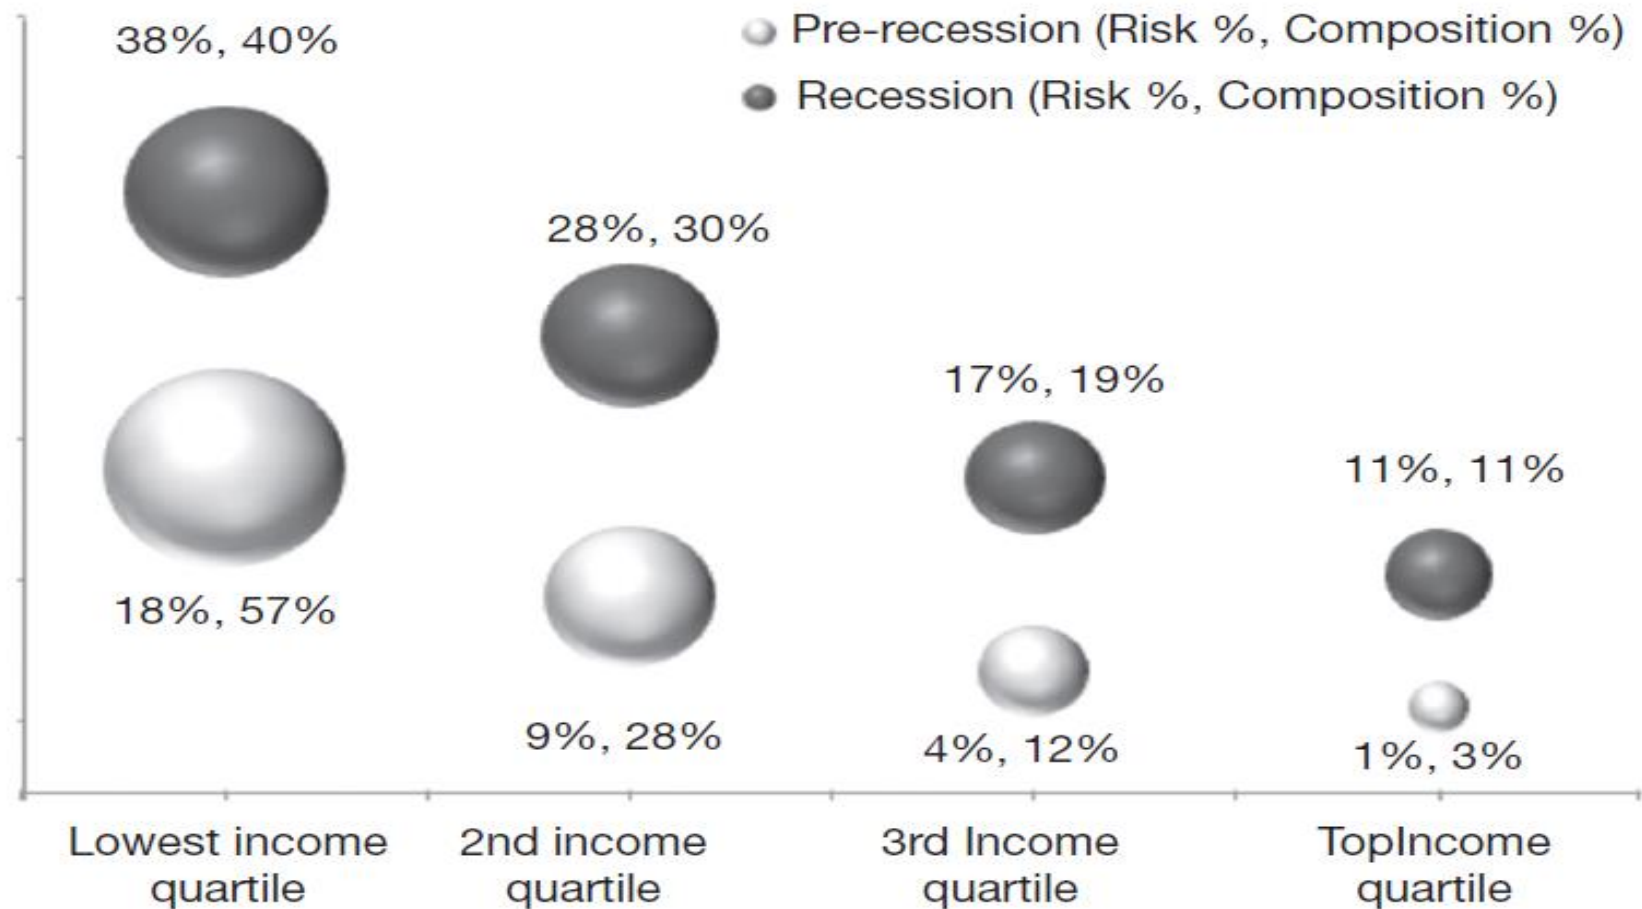 Pre-recession (Risk %, Composition %)
Recession (Risk %, Composition %)
38%, 40%
28%, 30%
17%, 19%
11%, 11%
18%, 57%
9%, 28%
4%, 12%
1%, 3%
Lowest income
quartile
2nd income
quartile
3rd Income
quartile
TopIncome
quartile